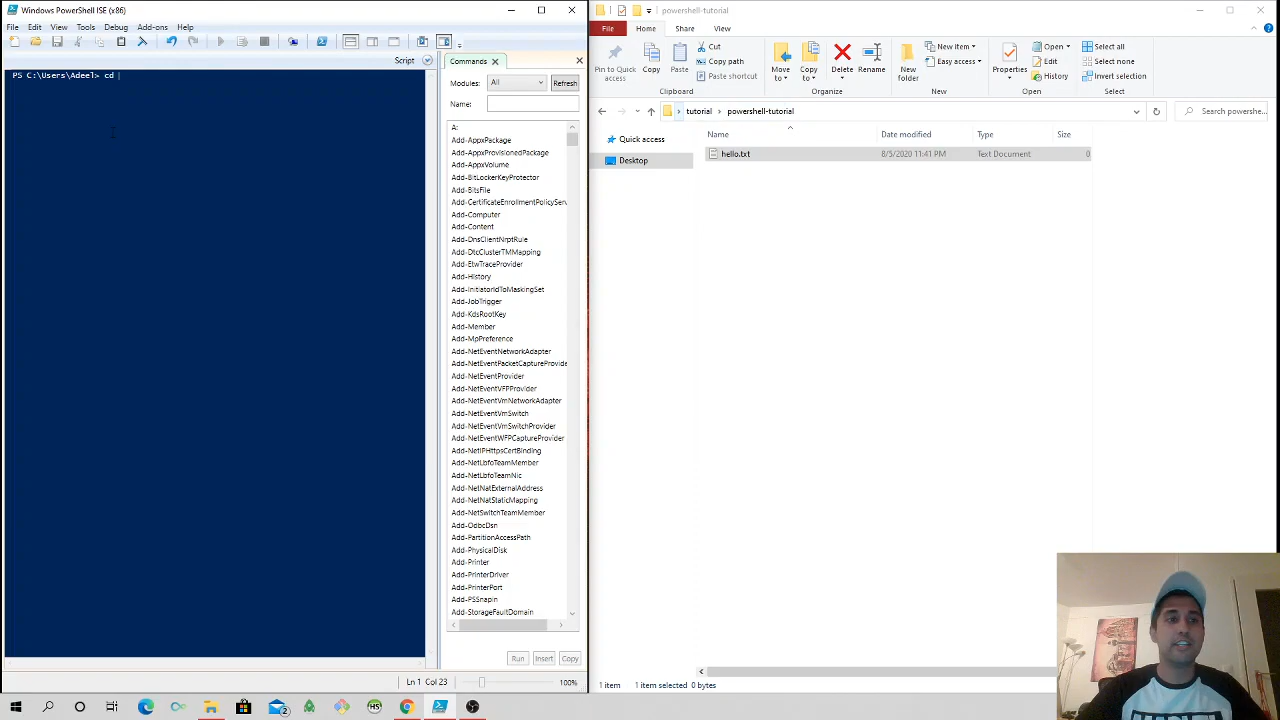 Windows PowerShell ISE (x86)
File Edit View Tools Debug Add-ons Help
Script
PS C:\Users\Adeel> cd
Commands
Modules: All Refresh
Name:
A:
Add-AppxPackage
Add-AppxProvisionedPackage
Add-AppxVolume
Add-BitLockerKeyProtector
Add-BitsFile
Add-CertificateEnrollmentPolicyServ
Add-Computer
Add-Content
Add-DnsClientNrptRule
Add-DtcClusterTMMapping
Add-EtwTraceProvider
Add-History
Add-InitiatorIdToMaskingSet
Add-JobTrigger
Add-KdsRootKey
Add-Member
Add-MpPreference
Add-NetEventNetworkAdapter
Add-NetEventPacketCaptureProvide
Add-NetEventProvider
Add-NetEventVFPProvider
Add-NetEventVmNetworkAdapter
Add-NetEventVmSwitch
Add-NetEventVmSwitchProvider
Add-NetEventWFPCaptureProvider
Add-NetIPHttpsCertBinding
Add-NetLbfoTeamMember
Add-NetLbfoTeamNic
Add-NetNatExternalAddress
Add-NetNatStaticMapping
Add-NetSwitchTeamMember
Add-OdbcDsn
Add-PartitionAccessPath
Add-PhysicalDisk
Add-Printer
Add-PrinterDriver
Add-PrinterPort
Add-PSSnapin
Add-StorageFaultDomain
Run Insert Copy
Ln 1 Col 23 100%
powershell-tutorial
File Home Share View
Pin to Quick access
Copy
Paste
Cut
Copy path
Paste shortcut
Clipboard
Move to
Copy to
Delete
Rename
Organize
New folder
New item
Easy access
New
Properties
Open
Edit
History
Open
Select all
Select none
Invert selection
Select
tutorial powershell-tutorial
Search powershe...
Quick access
Desktop
Name Date modified Type Size
hello.txt 8/5/2020 11:41 PM Text Document 0
1 item 1 item selected 0 bytes
2
HS